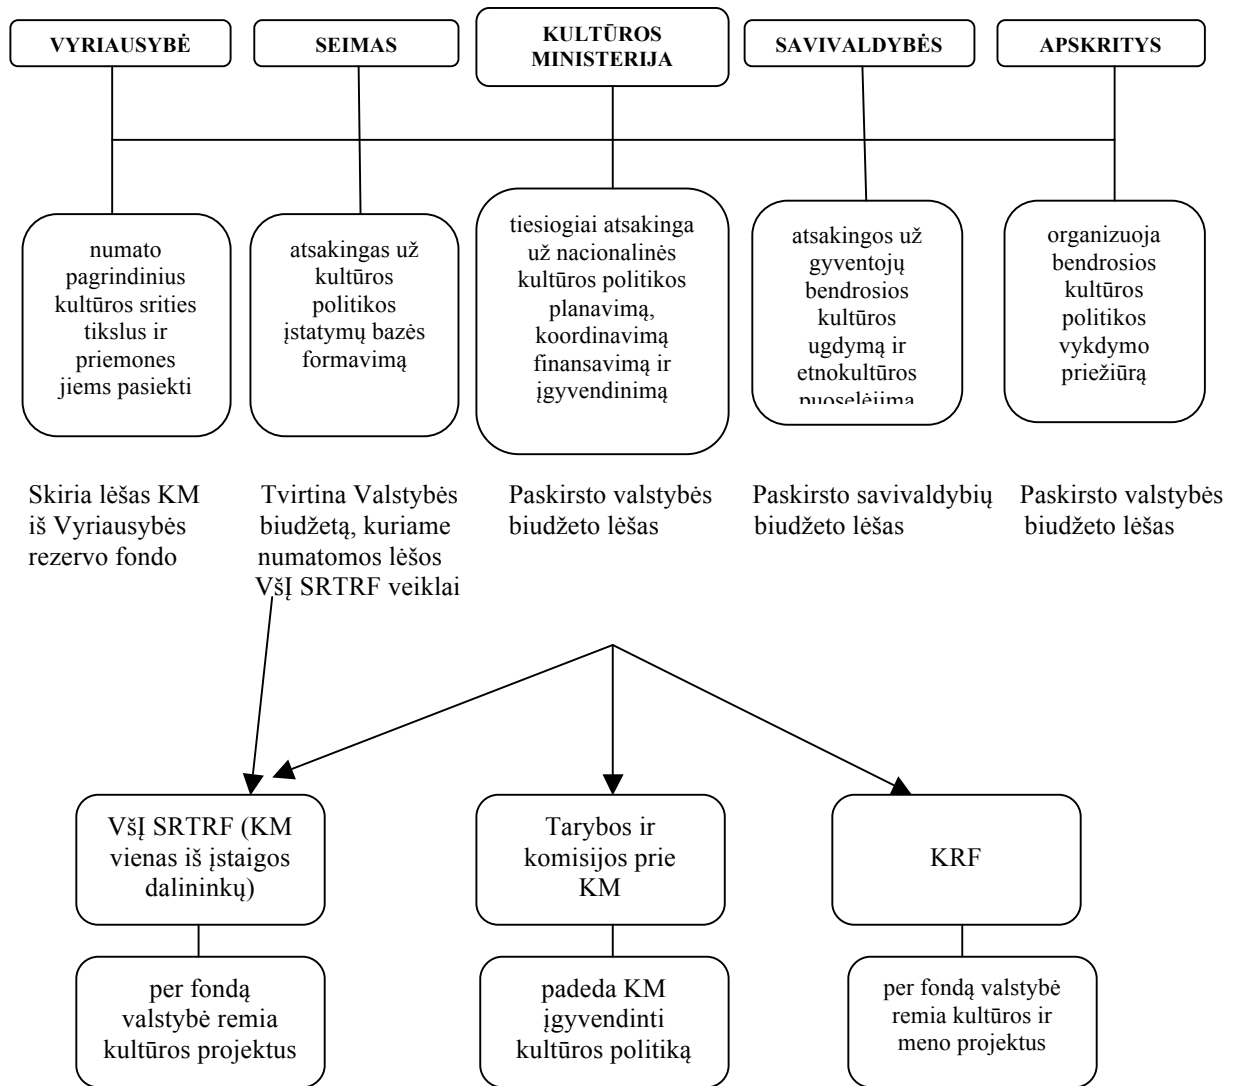 VYRIAUSYBĖ
SEIMAS
KULTŪROS
MINISTERIJA
SAVIVALDYBĖS
APSKRITYS
numato
pagrindinius
kultūros srities
tikslus ir
priemones
jiems pasiekti
atsakingas už
kultūros
politikos
įstatymų bazės
formavimą
tiesiogiai atsakinga
už nacionalinės
kultūros politikos
planavimą,
koordinavimą
finansavimą ir
įgyvendinimą
atsakingos už
gyventojų
bendrosios
kultūros
ugdymą ir
etnokultūros
puoselėjimą
organizuoja
bendrosios
kultūros
politikos
vykdymo
priežiūrą
Skiria lėšas KM
iš Vyriausybės
rezervo fondo
Tvirtina Valstybės
biudžetą, kuriame
numatomos lėšos
VšĮ SRTRF veiklai
Paskirsto valstybės
biudžeto lėšas
Paskirsto savivaldybių
biudžeto lėšas
Paskirsto valstybės
biudžeto lėšas
VšĮ SRTRF (KM
vienas iš įstaigos
dalininkų)
Tarybos ir
komisijos prie
KM
KRF
per fondą
valstybė remia
kultūros projektus
padeda KM
įgyvendinti
kultūros politiką
per fondą valstybė
remia kultūros ir
meno projektus